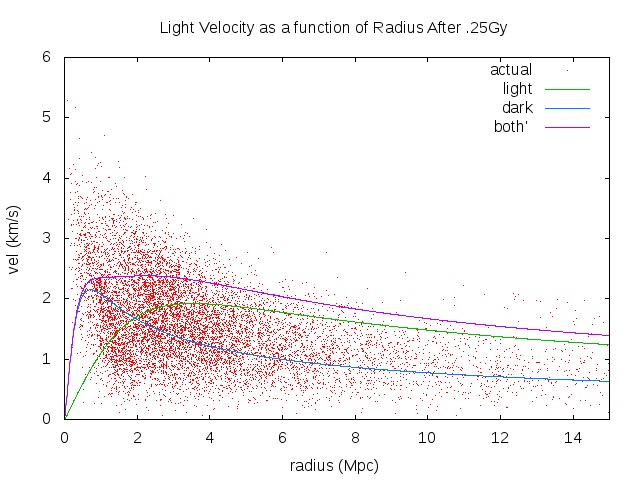 Light Velocity as a function of Radius After .25Gy
6
5
4
3
2
1
0
vel (km/s)
actual
light
dark
both'
0 2 4 6 8 10 12 14
radius (Mpc)